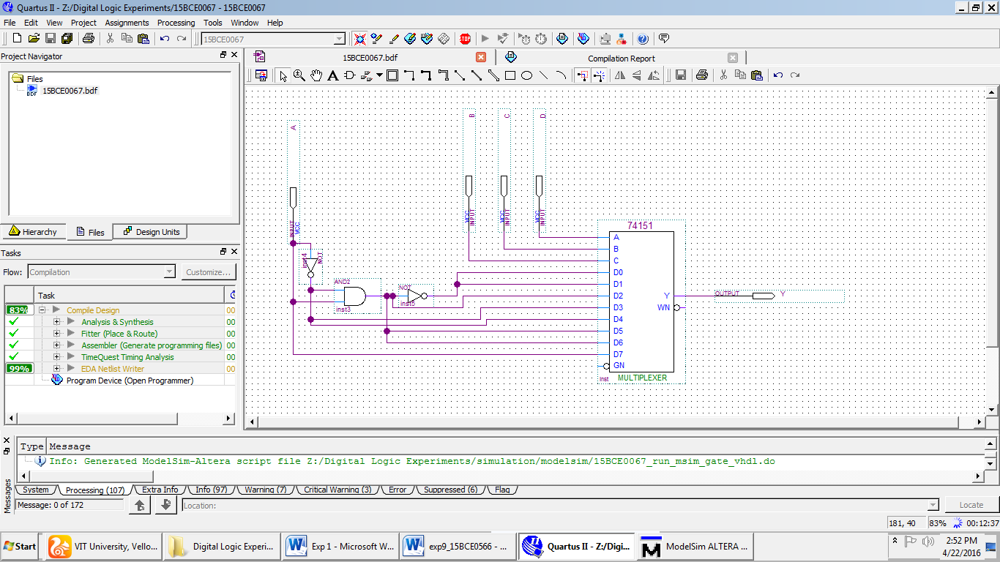 Quartus II - Z:/Digital Logic Experiments/15BCE0067 - 15BCE0067
File Edit View Project Assignments Processing Tools Window Help
15BCE0067
STOP
Project Navigator
Files
BDF 15BCE0067.bdf
Hierarchy Files Design Units
Tasks
Flow: Compilation Customize...
Task
83% Compile Design 00
Analysis & Synthesis 00
Fitter (Place & Route) 00
Assembler (Generate programming files) 00
TimeQuest Timing Analysis 00
99% EDA Netlist Writer 00
Program Device (Open Programmer)
15BCE0067.bdf Compilation Report
A B C D
VCC INPUT VCC INPUT VCC INPUT
INPUT VCC
74151
A
B
C
D0
D1
D2
D3
D4
D5
D6
D7
GN
Y
WN
inst MULTIPLEXER
inst4 NOT
AND2
inst3
NOT
inst5
OUTPUT Y
Type Message
Info: Generated ModelSim-Altera script file Z:/Digital Logic Experiments/simulation/modelsim/15BCE0067_run_msim_gate_vhdl.do
System Processing (107) Extra Info Info (97) Warning (7) Critical Warning (3) Error Suppressed (6) Flag
Messages
Message: 0 of 172 Location: Locate
181, 40 83% 00:12:37
Start VIT University, Vello... Digital Logic Experi... Exp 1 - Microsoft W... exp9_15BCE0566 - ... Quartus II - Z:/Digi... ModelSim ALTERA ... 2:52 PM
4/22/2016